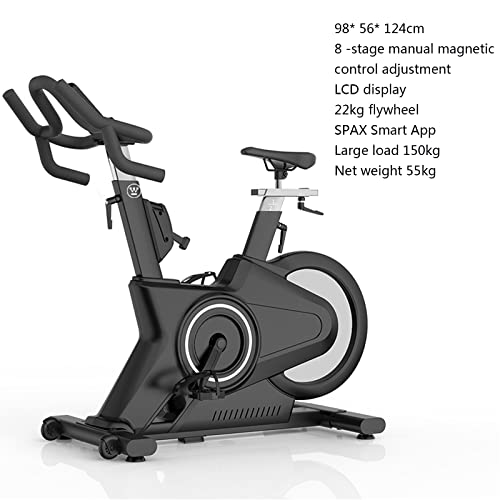 98* 56* 124cm
8 -stage manual magnetic
control adjustment
LCD display
22kg flywheel
SPAX Smart App
Large load 150kg
Net weight 55kg
W